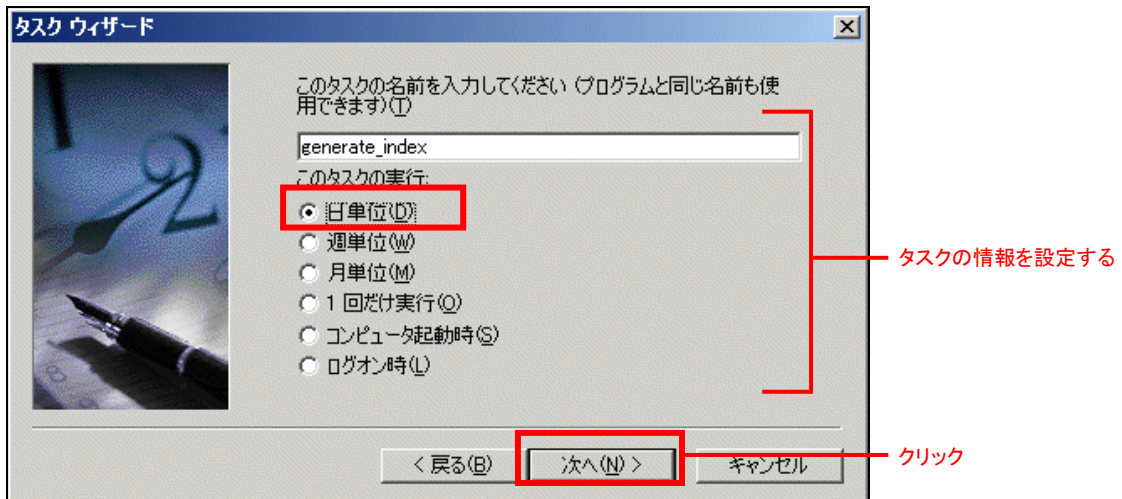 タスク ウィザード
このタスクの名前を入力してください (プログラムと同じ名前も使
用できます)(T)
generate_index
このタスクの実行:
日単位(D)
週単位(W)
月単位(M)
1 回だけ実行(O)
コンピュータ起動時(S)
ログオン時(L)
タスクの情報を設定する
< 戻る(B)
次へ(N) >
キャンセル
クリック